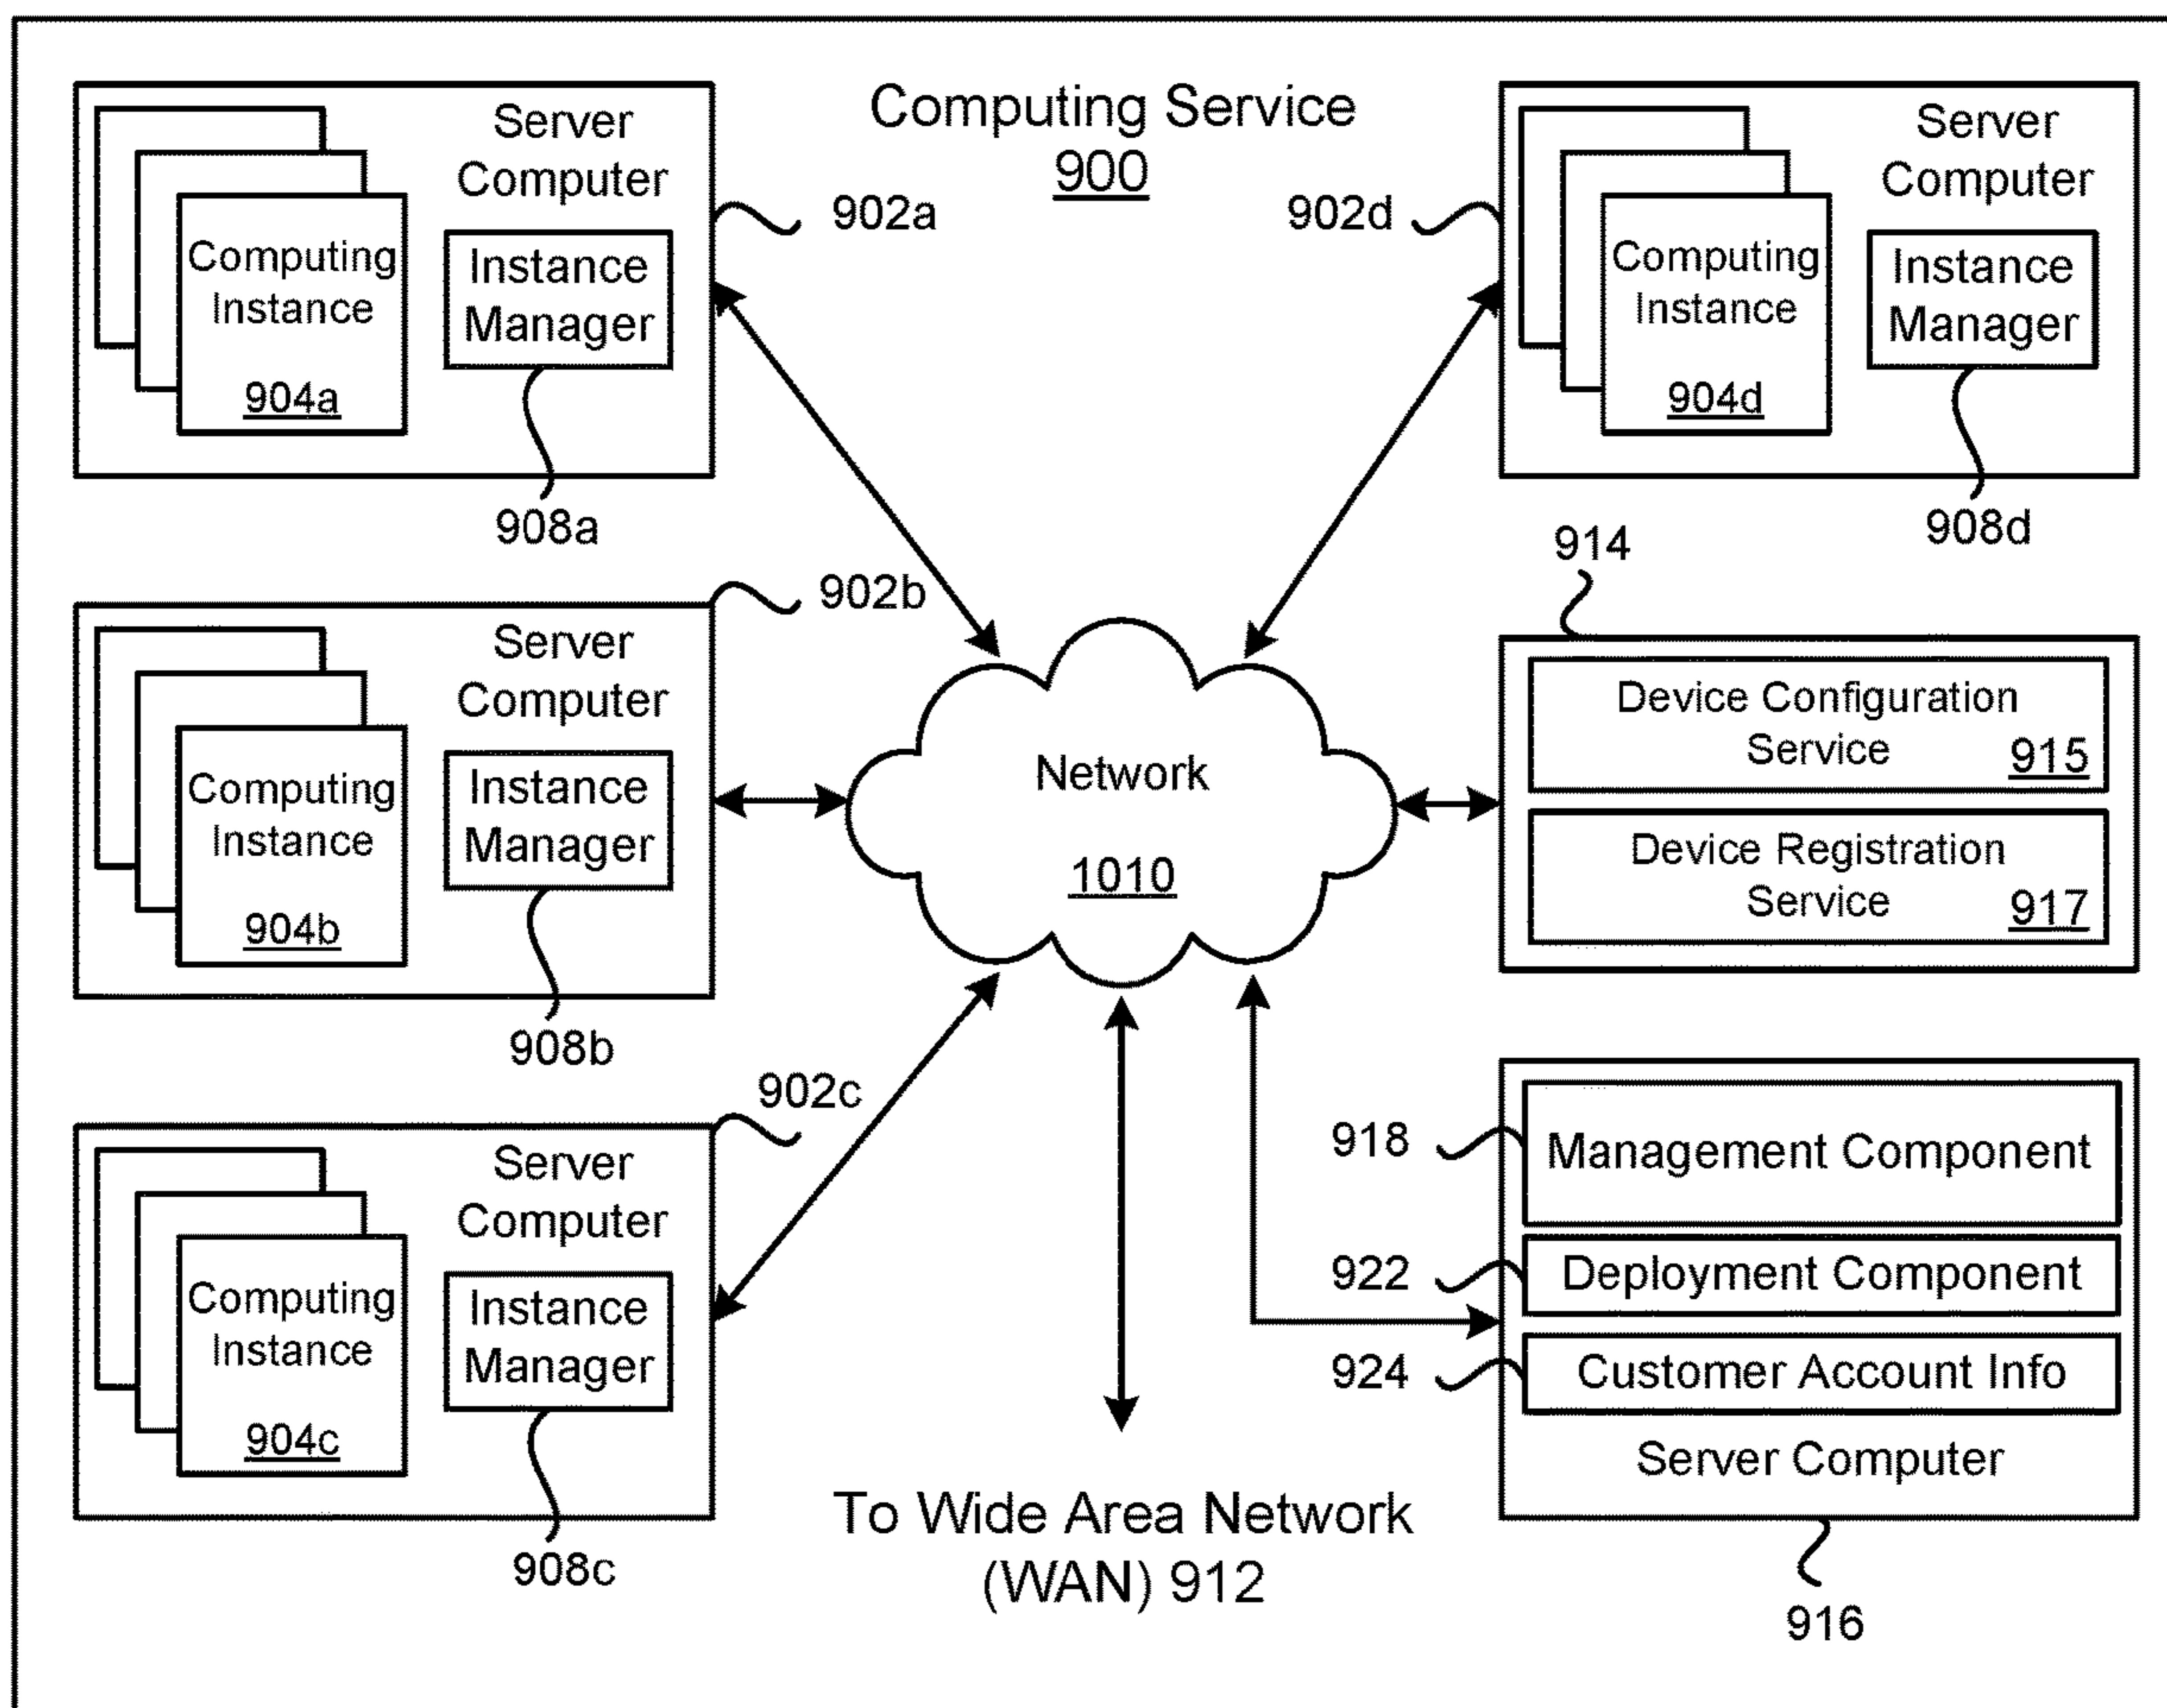 Computing Service
900
Server
Computer
Computing
Instance
904a
Instance
Manager
902a
908a
Server
Computer
Computing
Instance
904d
Instance
Manager
902d
908d
902b
Server
Computer
Computing
Instance
904b
Instance
Manager
908b
Network
1010
914
Device Configuration
Service
915
Device Registration
Service
917
902c
Server
Computer
Computing
Instance
904c
Instance
Manager
908c
To Wide Area Network
(WAN) 912
918
Management Component
922
Deployment Component
924
Customer Account Info
Server Computer
916